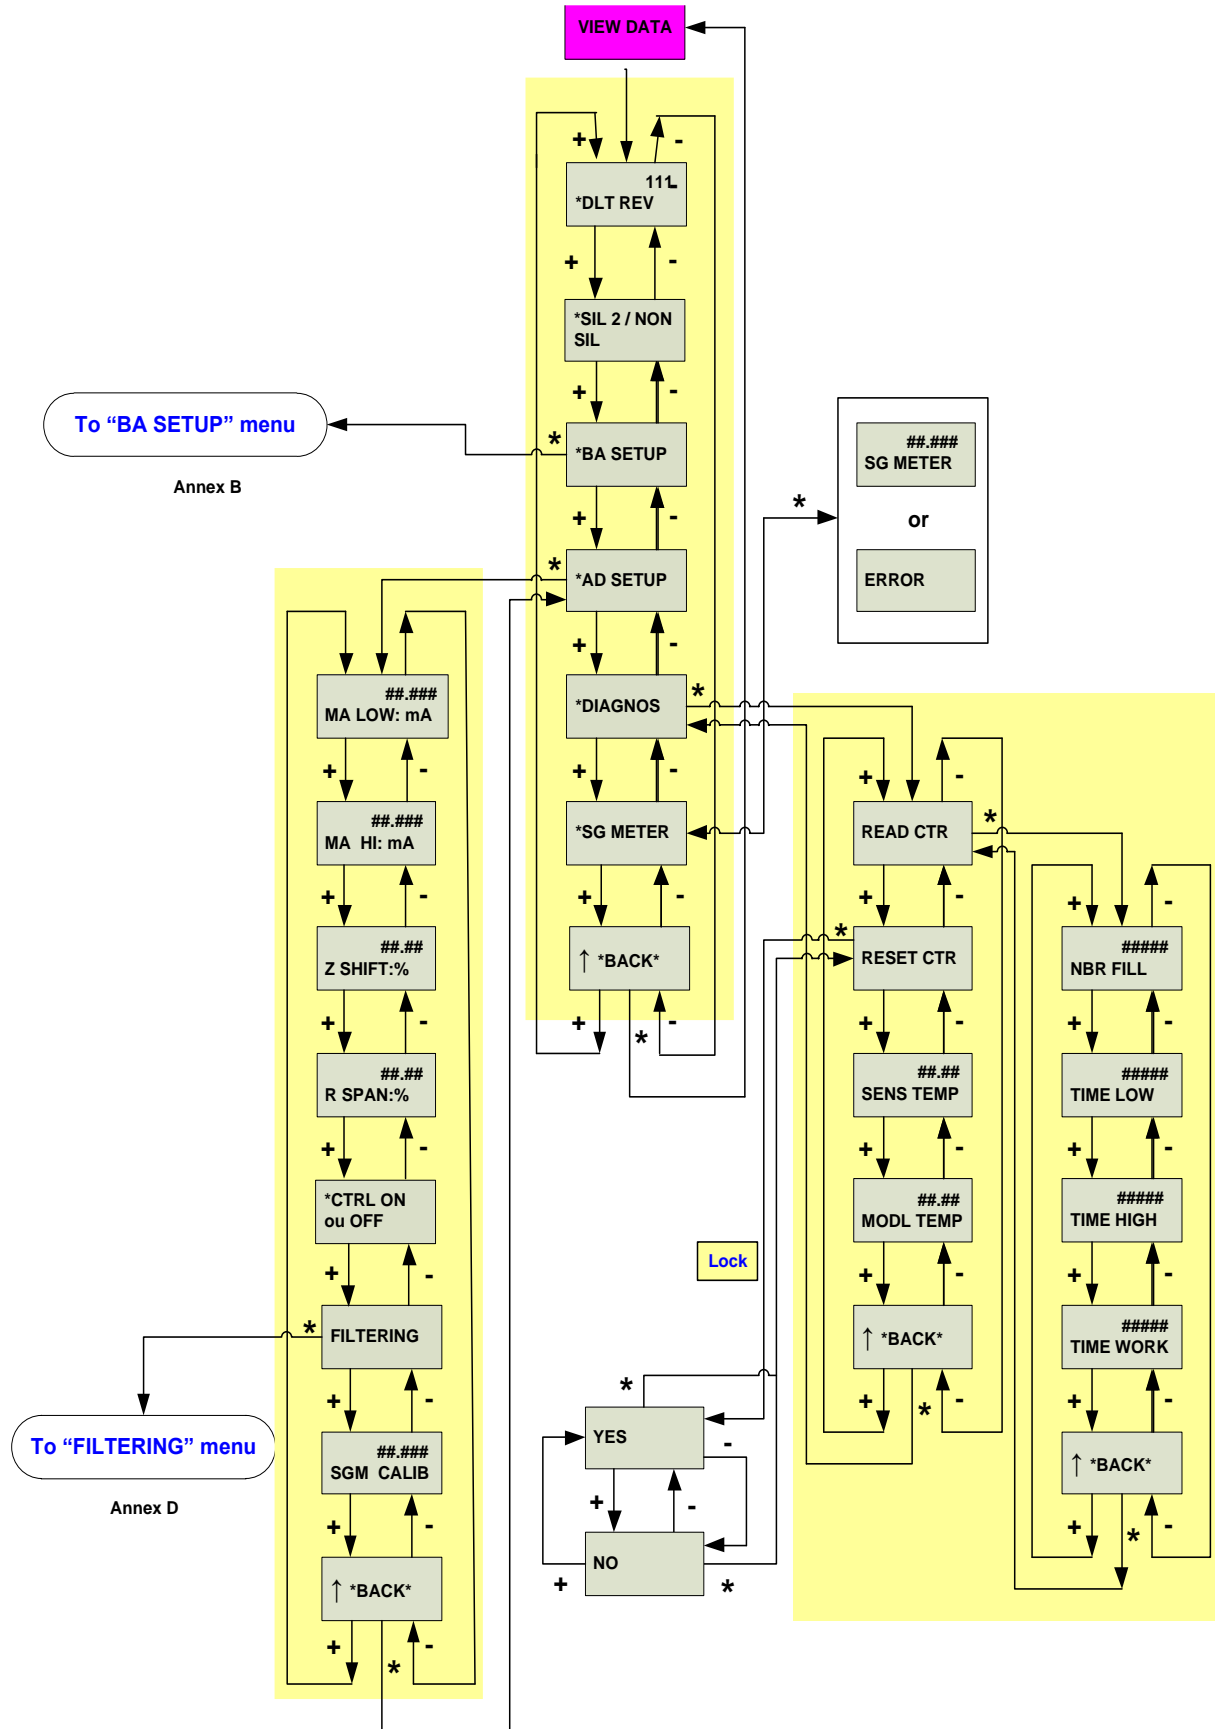 VIEW DATA
+
-
111-
*DLT REV
+
-
*SIL 2 / NON
SIL
+
-
To “BA SETUP” menu
*
*BA SETUP
Annex B
+
-
*
*AD SETUP
+
-
*
*DIAGNOS
+
-
*SG METER
+
-
↑ *BACK*
+
*
-
*
##.###
SG METER
or
ERROR
##.###
MA LOW: mA
+
-
##.###
MA  HI: mA
+
-
##.##
Z SHIFT:%
+
-
##.##
R SPAN:%
+
-
*CTRL ON
ou OFF
+
-
*
FILTERING
To “FILTERING” menu
Annex D
+
-
##.###
SGM  CALIB
+
-
↑ *BACK*
+
-
*
+
-
READ CTR
*
+
-
*
RESET CTR
+
-
##.##
SENS TEMP
+
-
##.##
MODL TEMP
+
-
↑ *BACK*
+
*
-
+
-
#####
NBR FILL
+
-
#####
TIME LOW
+
-
#####
TIME HIGH
+
-
#####
TIME WORK
+
-
↑ *BACK*
+
*
-
Lock
*
YES
-
+
-
NO
+
*